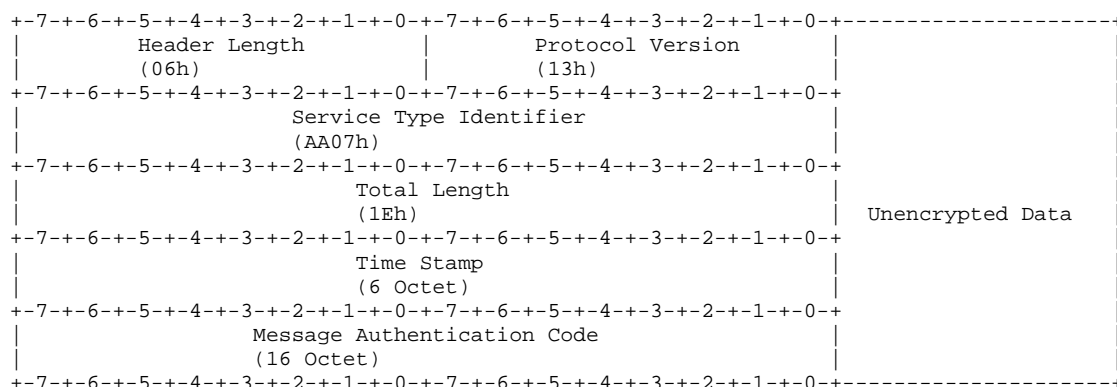 +-7-+-6-+-5-+-4-+-3-+-2-+-1-+-0-+-7-+-6-+-5-+-4-+-3-+-2-+-1-+-0-+---------------------+
| Header Length | Protocol Version | |
| (06h) | (13h) | |
+-7-+-6-+-5-+-4-+-3-+-2-+-1-+-0-+-7-+-6-+-5-+-4-+-3-+-2-+-1-+-0-+ |
| Service Type Identifier | |
| (AA07h) | |
+-7-+-6-+-5-+-4-+-3-+-2-+-1-+-0-+-7-+-6-+-5-+-4-+-3-+-2-+-1-+-0-+ |
| Total Length | |
| (1Eh) | Unencrypted Data |
+-7-+-6-+-5-+-4-+-3-+-2-+-1-+-0-+-7-+-6-+-5-+-4-+-3-+-2-+-1-+-0-+ |
| Time Stamp | |
| (6 Octet) | |
+-7-+-6-+-5-+-4-+-3-+-2-+-1-+-0-+-7-+-6-+-5-+-4-+-3-+-2-+-1-+-0-+ |
| Message Authentication Code | |
| (16 Octet) | |
+-7-+-6-+-5-+-4-+-3-+-2-+-1-+-0-+-7-+-6-+-5-+-4-+-3-+-2-+-1-+-0-+---------------------+